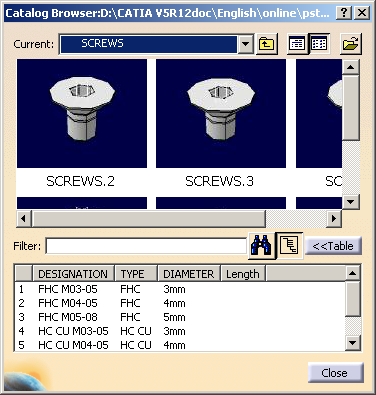 Catalog Browser:D:\CATIA V5R12doc\English\online\pst...
Current: SCREWS
SCREWS.2 SCREWS.3 SC
Filter: <<Table
DESIGNATION TYPE DIAMETER Length
1 FHC M03-05 FHC 3mm
2 FHC M04-05 FHC 4mm
3 FHC M05-08 FHC 5mm
4 HC CU M03-05 HC CU 3mm
5 HC CU M04-05 HC CU 4mm
Close